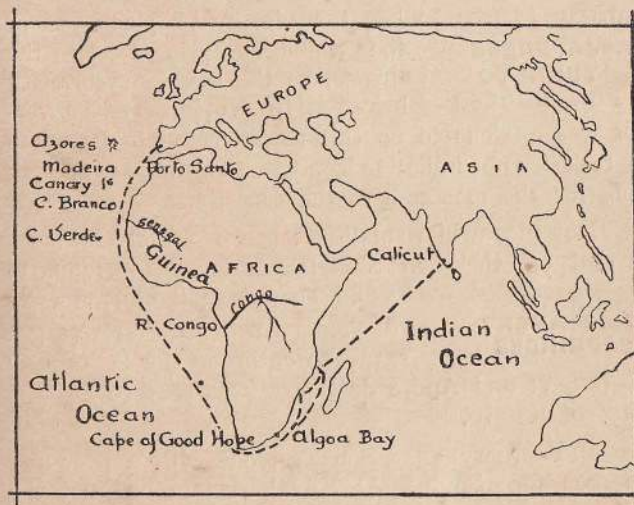 EUROPE
ASIA
Azores
Madeira
Porto Santo
Canary Is
C. Branco
C. Verde
Senegal
Guinea
AFRICA
Calicut
Congo
R. Congo
Indian
Ocean
Atlantic
Ocean
Cape of Good Hope
Algoa Bay